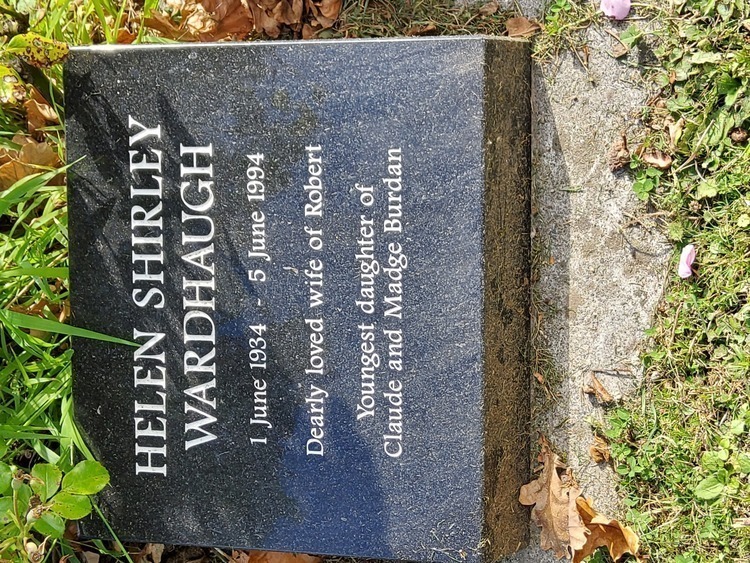 HELEN SHIRLEY
WARDHAUGH
1 June 1934 - 5 June 1994
Dearly loved wife of Robert
Youngest daughter of
Claude and Madge Burdan